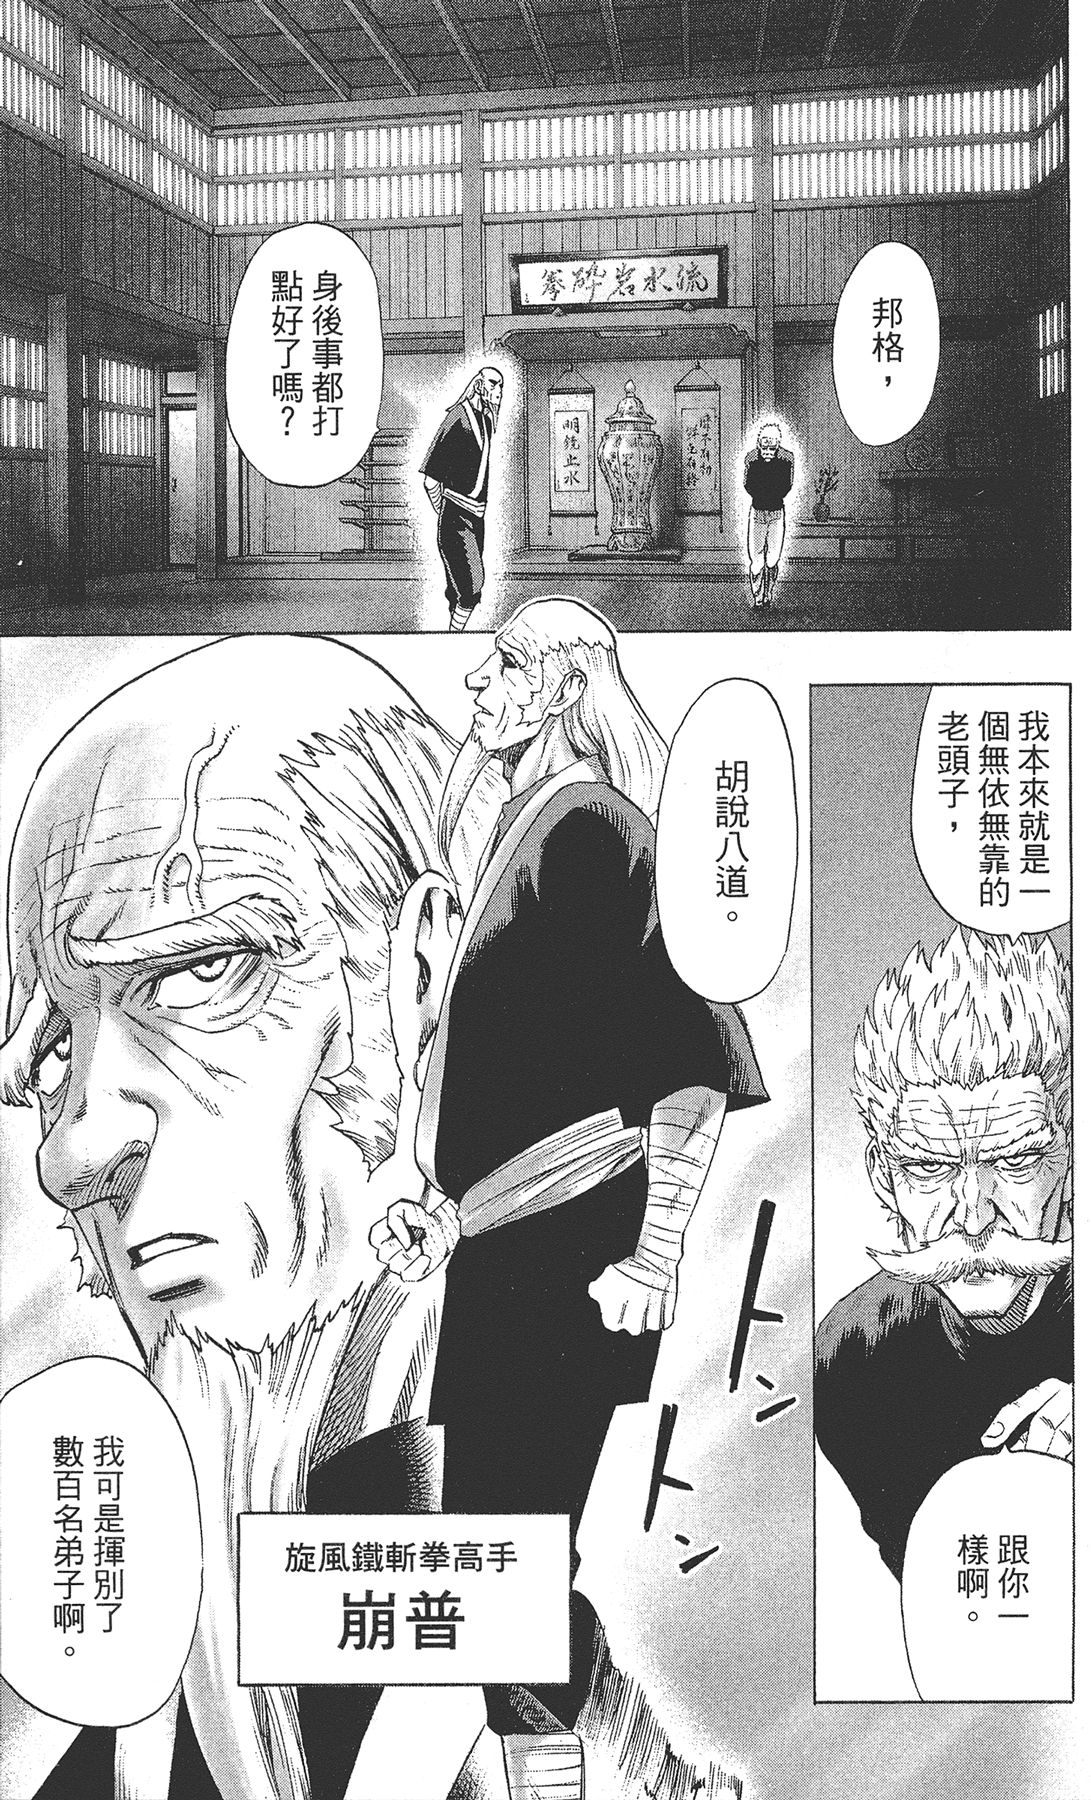 邦格，
身後事都打
點好了嗎？
流水岩碎拳
明鏡止水
我本來就是一
個無依無靠的
老頭子，
跟你一
樣啊。
胡說八道。
トン
トン
我可是揮別了
數百名弟子啊。
旋風鐵斬拳高手
崩普